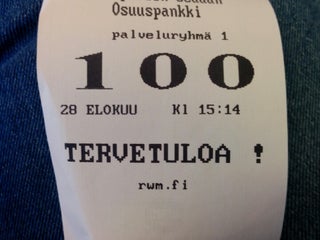 Osuuspankki
palveluryhmä 1
100
28 ELOKUU Kl 15:14
TERVETULOA !
rwm.fi